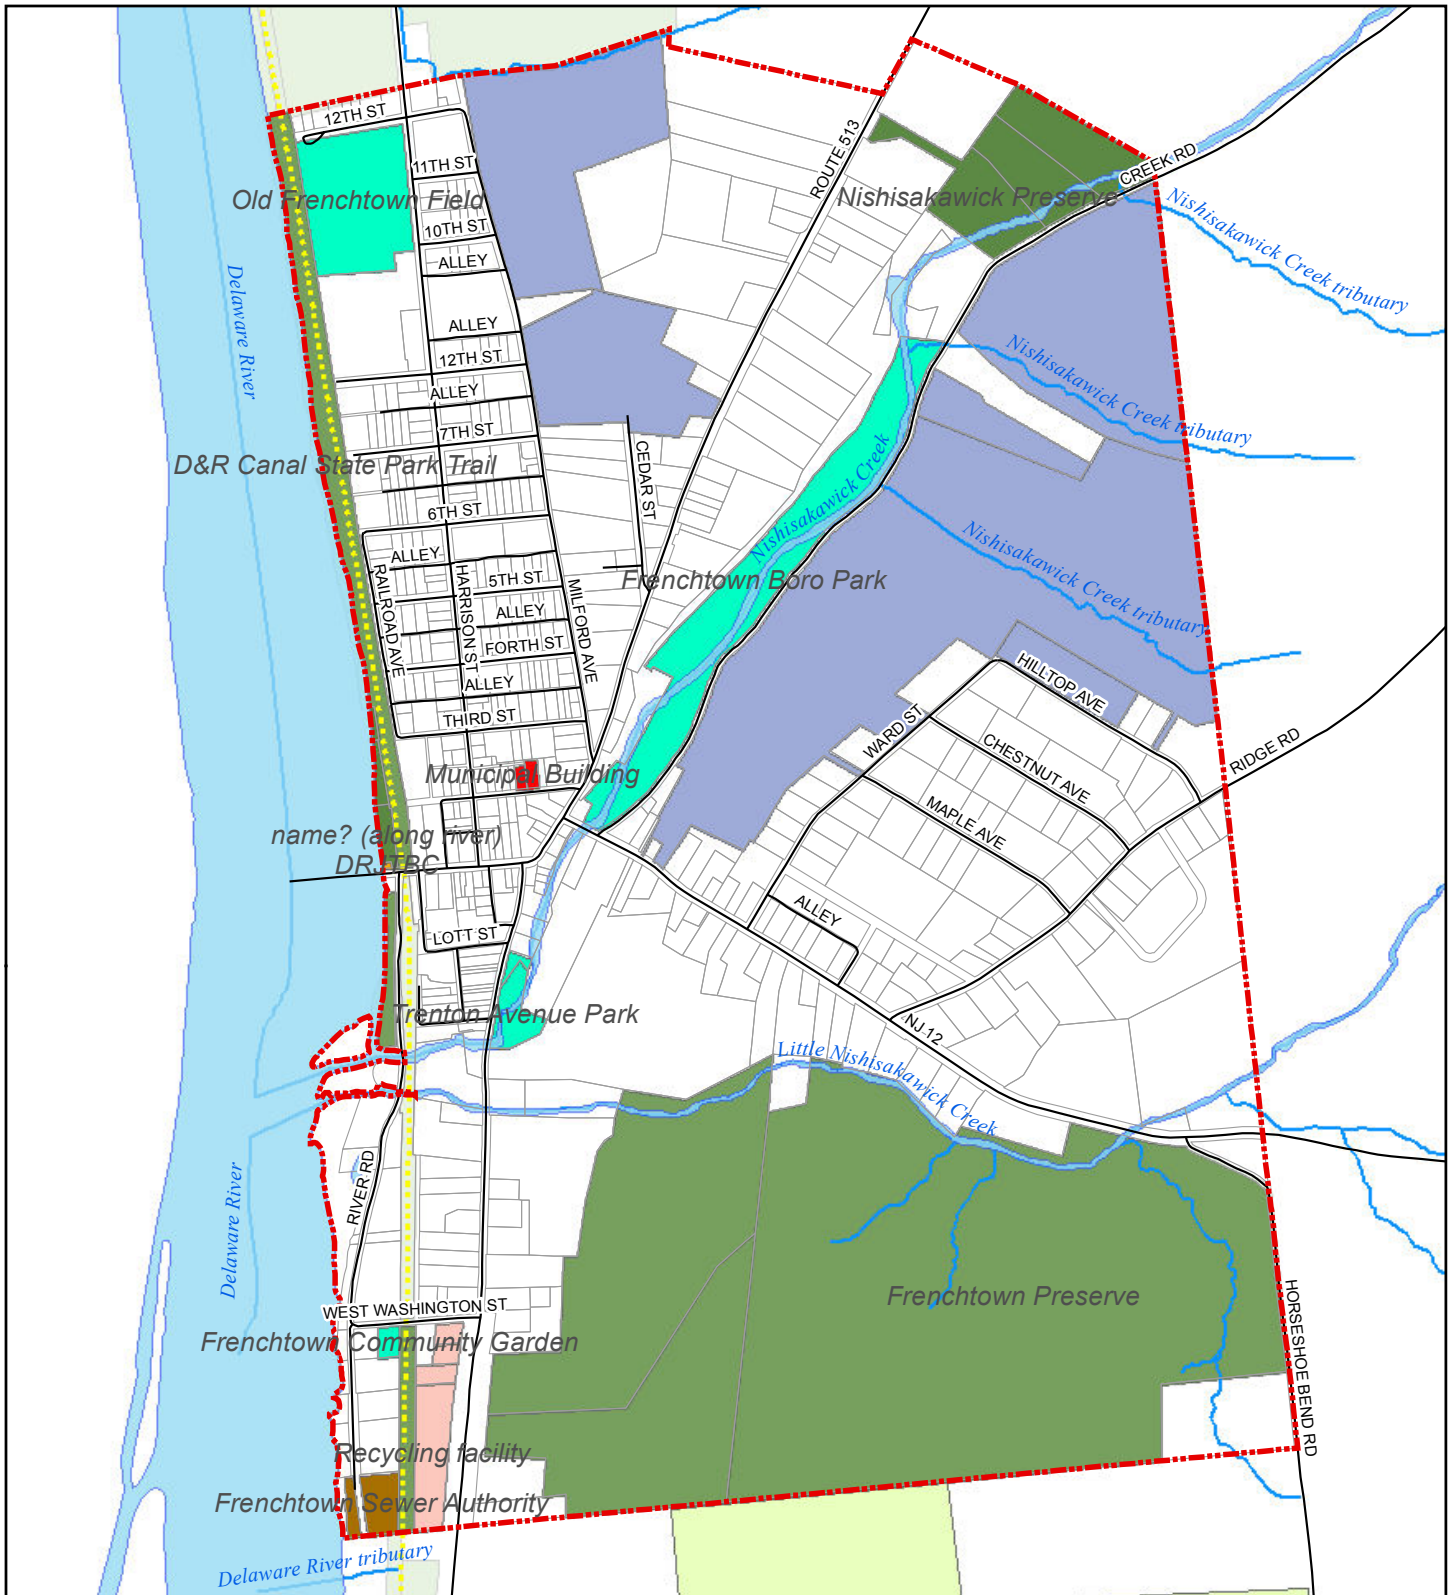 12TH ST
11TH ST
Old Frenchtown Field
10TH ST
ALLEY
ROUTE 513
Nishisakawick Preserve
CREEK RD
Nishisakawick Creek tributary
Delaware River
ALLEY
12TH ST
ALLEY
7TH ST
Nishisakawick Creek tributary
D&R Canal State Park Trail
CEDAR ST
Nishisakawick Creek
6TH ST
Nishisakawick Creek tributary
ALLEY
RAILROAD AVE
HARRISON ST
5TH ST
MILFORD AVE
Frenchtown Boro Park
ALLEY
FORTH ST
ALLEY
THIRD ST
HILLTOP AVE
WARD ST
CHESTNUT AVE
RIDGE RD
Municipal Building
MAPLE AVE
name? (along river)
DRJTBC
ALLEY
LOTT ST
Trenton Avenue Park
NJ 12
Little Nishisakawick Creek
Delaware River
RIVER RD
Frenchtown Preserve
WEST WASHINGTON ST
Frenchtown Community Garden
HORSESHOE BEND RD
Recycling facility
Frenchtown Sewer Authority
Delaware River tributary